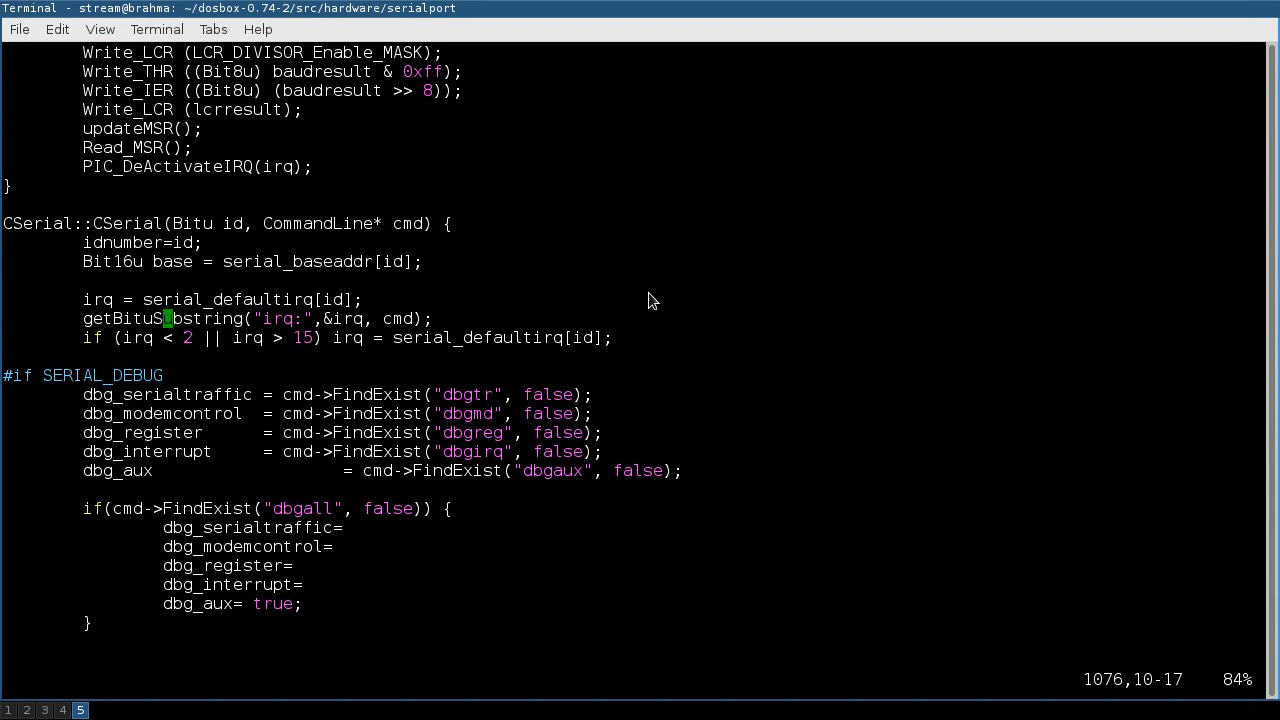 Terminal - stream@brahma: ~/dosbox-0.74-2/src/hardware/serialport
File Edit View Terminal Tabs Help
        Write_LCR (LCR_DIVISOR_Enable_MASK);
        Write_THR ((Bit8u) baudresult & 0xff);
        Write_IER ((Bit8u) (baudresult >> 8));
        Write_LCR (lcrresult);
        updateMSR();
        Read_MSR();
        PIC_DeActivateIRQ(irq);
}
CSerial::CSerial(Bitu id, CommandLine* cmd) {
        idnumber=id;
        Bit16u base = serial_baseaddr[id];
        irq = serial_defaultirq[id];
        getBituSubstring("irq:",&irq, cmd);
        if (irq < 2 || irq > 15) irq = serial_defaultirq[id];
#if SERIAL_DEBUG
        dbg_serialtraffic = cmd->FindExist("dbgtr", false);
        dbg_modemcontrol  = cmd->FindExist("dbgmd", false);
        dbg_register      = cmd->FindExist("dbgreg", false);
        dbg_interrupt     = cmd->FindExist("dbgirq", false);
        dbg_aux                   = cmd->FindExist("dbgaux", false);
        if(cmd->FindExist("dbgall", false)) {
                dbg_serialtraffic=
                dbg_modemcontrol=
                dbg_register=
                dbg_interrupt=
                dbg_aux= true;
        }
1076,10-17 84%
1 2 3 4 5